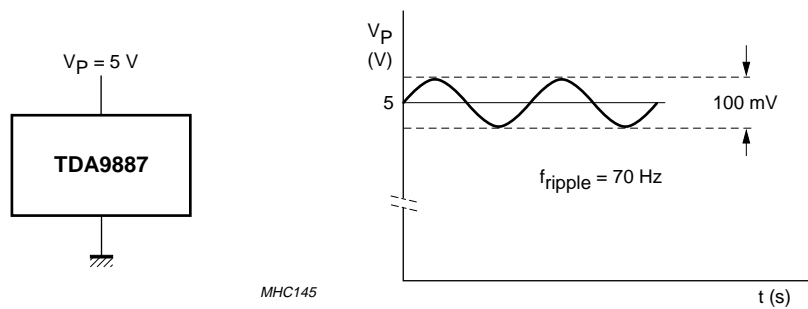 VP = 5 V
TDA9887
MHC145
VP
(V)
5
100 mV
fripple = 70 Hz
t (s)